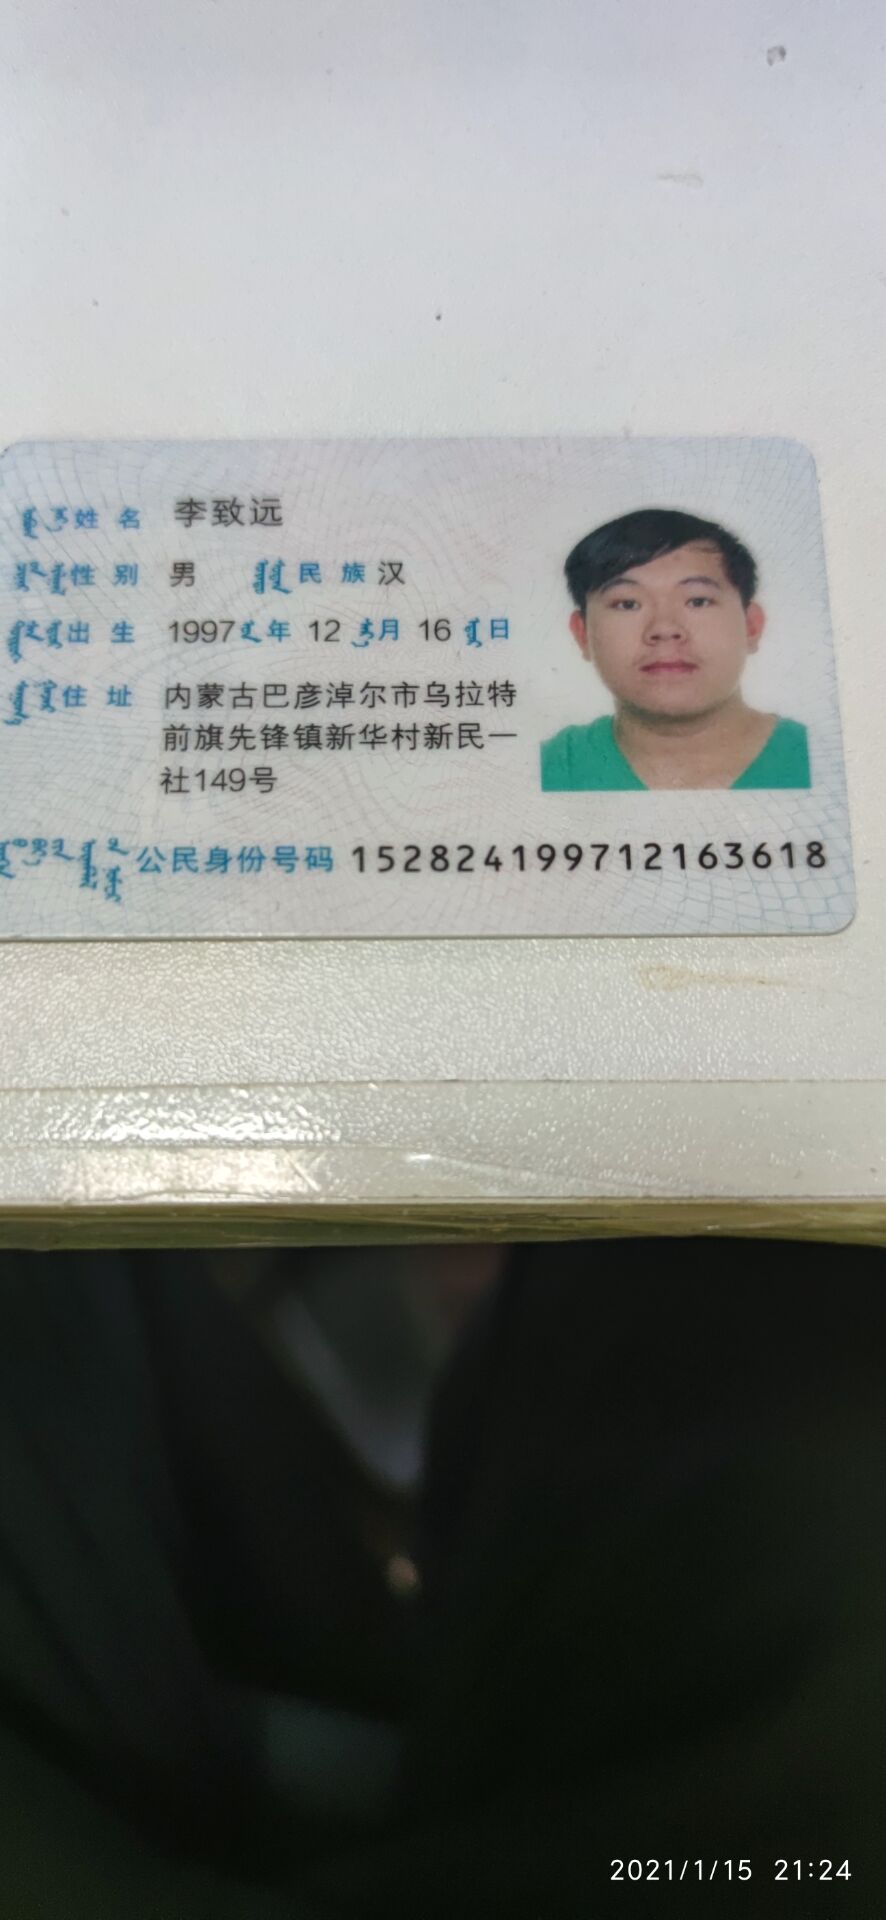 姓名 李致远
性别 男 民族 汉
出生 1997 年 12 月 16 日
住址 内蒙古巴彦淖尔市乌拉特
前旗先锋镇新华村新民一
社149号
公民身份号码 152824199712163618
2021/1/15 21:24